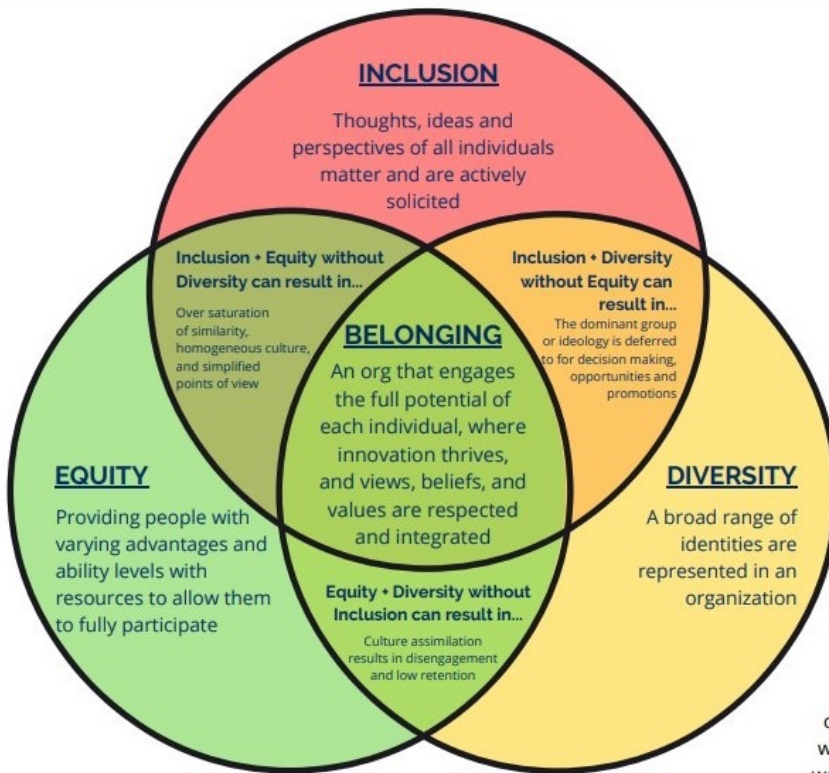 INCLUSION
Thoughts, ideas and
perspectives of all individuals
matter and are actively
solicited
Inclusion + Equity without
Diversity can result in...
Over saturation
of similarity,
homogeneous culture,
and simplified
points of view
Inclusion + Diversity
without Equity can
result in...
The dominant group
or ideology is deferred
to for decision making,
opportunities and
promotions
BELONGING
An org that engages
the full potential of
each individual, where
innovation thrives,
and views, beliefs, and
values are respected
and integrated
EQUITY
Providing people with
varying advantages and
ability levels with
resources to allow them
to fully participate
DIVERSITY
A broad range of
identities are
represented in an
organization
Equity + Diversity without
Inclusion can result in...
Culture assimilation
results in disengagement
and low retention